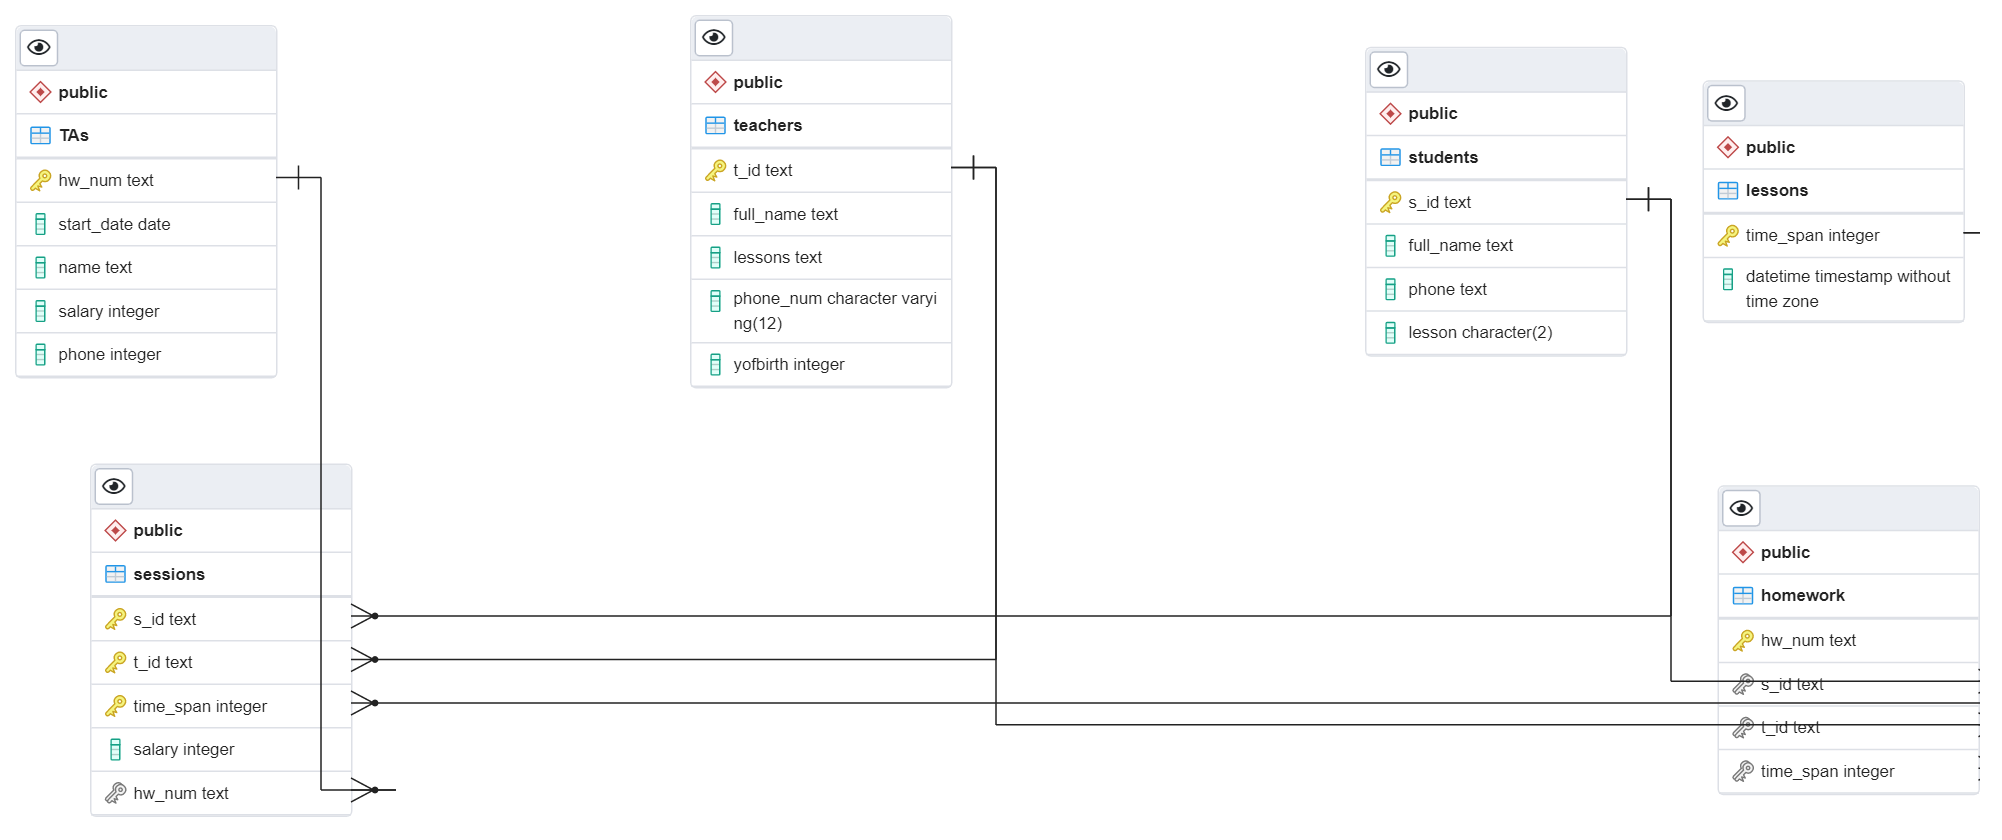 public
TAs
hw_num text
start_date date
name text
salary integer
phone integer
public
teachers
t_id text
full_name text
lessons text
phone_num character varyi
ng(12)
yofbirth integer
public
students
s_id text
full_name text
phone text
lesson character(2)
public
lessons
time_span integer
datetime timestamp without
time zone
public
sessions
s_id text
t_id text
time_span integer
salary integer
hw_num text
public
homework
hw_num text
s_id text
t_id text
time_span integer